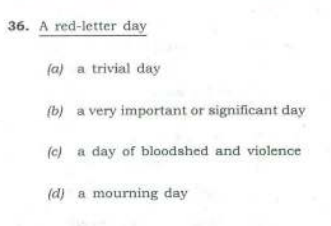 36. A red-letter day
(a) a trivial day
(b) a very important or significant day
(c) a day of bloodshed and violence
(d) a mourning day